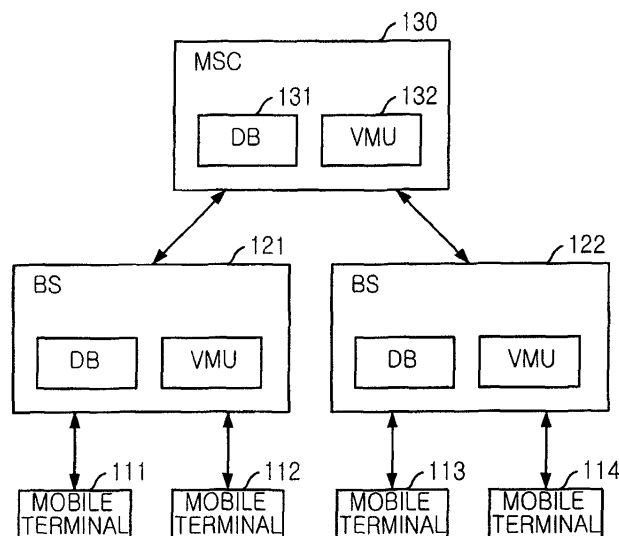 130
MSC
131
132
DB
VMU
121
122
BS
BS
DB
VMU
DB
VMU
111
112
113
114
MOBILE
TERMINAL
MOBILE
TERMINAL
MOBILE
TERMINAL
MOBILE
TERMINAL